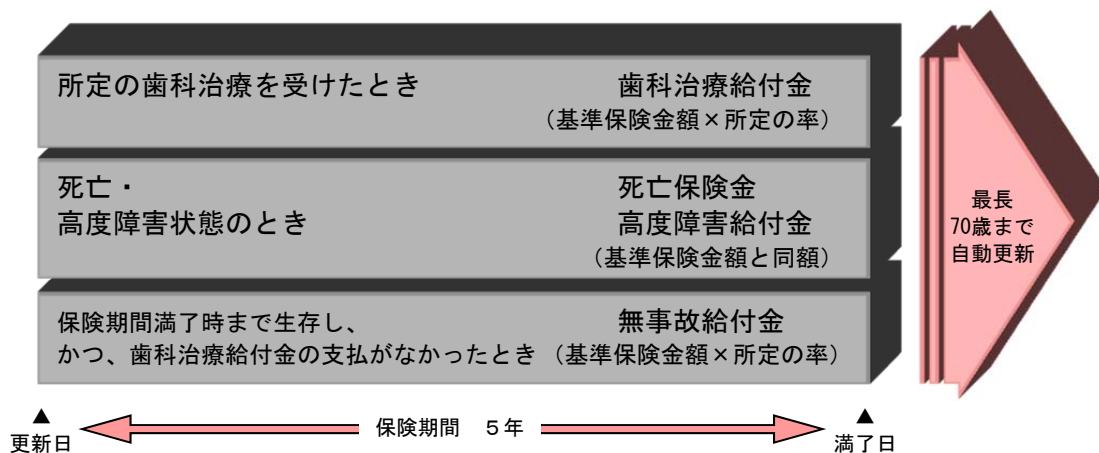 所定の歯科治療を受けたとき 歯科治療給付金
（基準保険金額×所定の率）
死亡・ 死亡保険金
高度障害状態のとき 高度障害給付金
（基準保険金額と同額）
保険期間満了時まで生存し、 無事故給付金
かつ、歯科治療給付金の支払がなかったとき （基準保険金額×所定の率）
最長
70歳まで
自動更新
▲ 保険期間 ５年 ▲
更新日 満了日